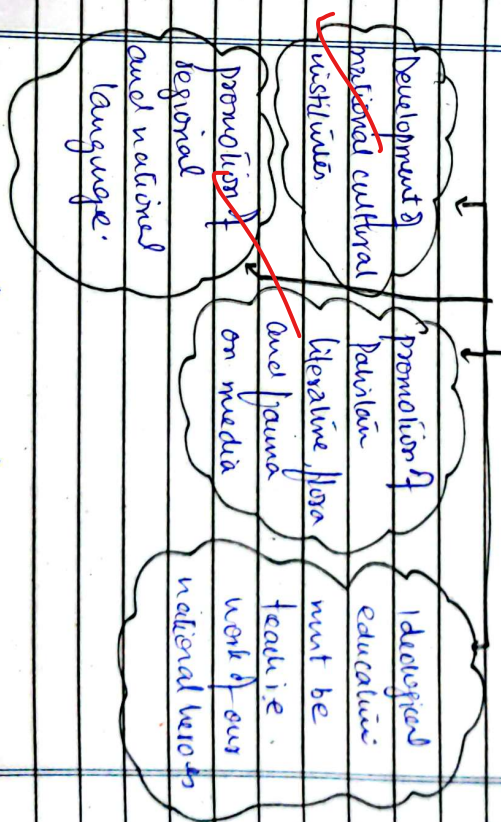 Development of
national cultural
institutes.
promotion of
regional
and national
language.
promotion of
Pakistan
literature, flora
and fauna
on media
Ideological
education
must be
teach i.e.
work of our
national heroes